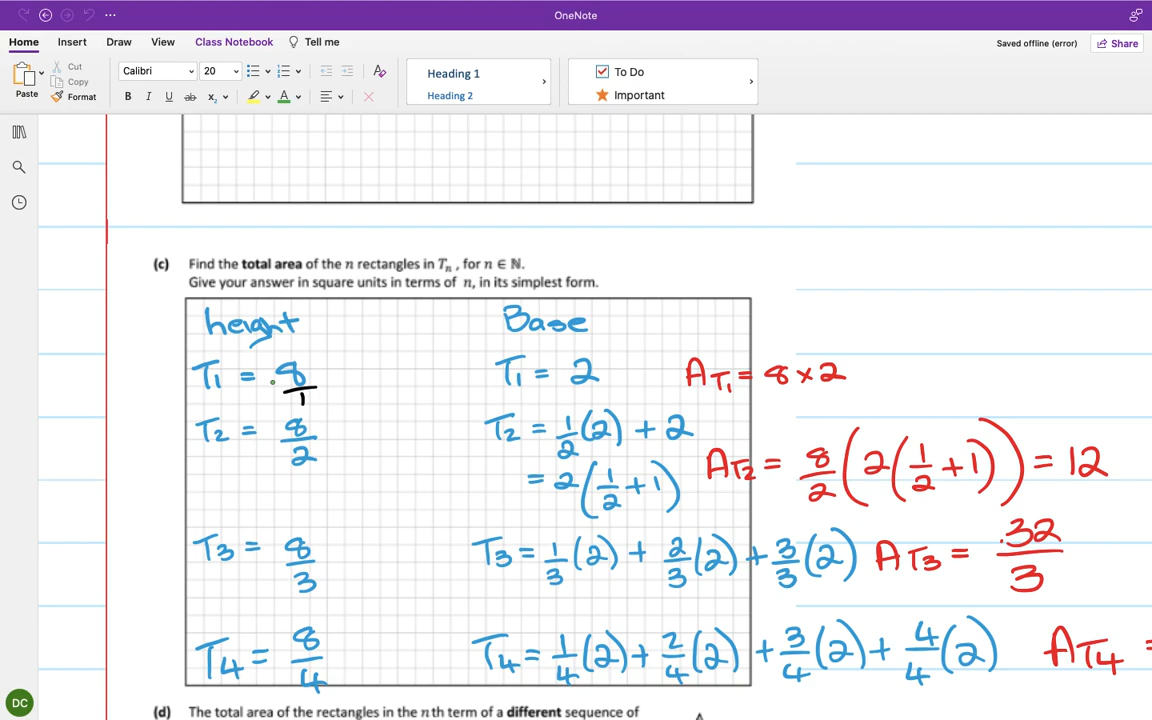 OneNote
Home Insert Draw View Class Notebook Tell me
Saved offline (error) Share
Paste Cut Copy Format
Calibri 20
B I U ab x₂ A
Heading 1
Heading 2
To Do
Important
(c) Find the total area of the n rectangles in Tₙ , for n ∈ ℕ.
Give your answer in square units in terms of n, in its simplest form.
height Base
T₁ = 8/1 T₁ = 2 A_T₁ = 8 × 2
T₂ = 8/2 T₂ = 1/2 (2) + 2
= 2(1/2 + 1) A_T₂ = 8/2 (2(1/2 + 1)) = 12
T₃ = 8/3 T₃ = 1/3 (2) + 2/3 (2) + 3/3 (2) A_T₃ = 32/3
T₄ = 8/4 T₄ = 1/4 (2) + 2/4 (2) + 3/4 (2) + 4/4 (2) A_T₄ =
(d) The total area of the rectangles in the nth term of a different sequence of
DC